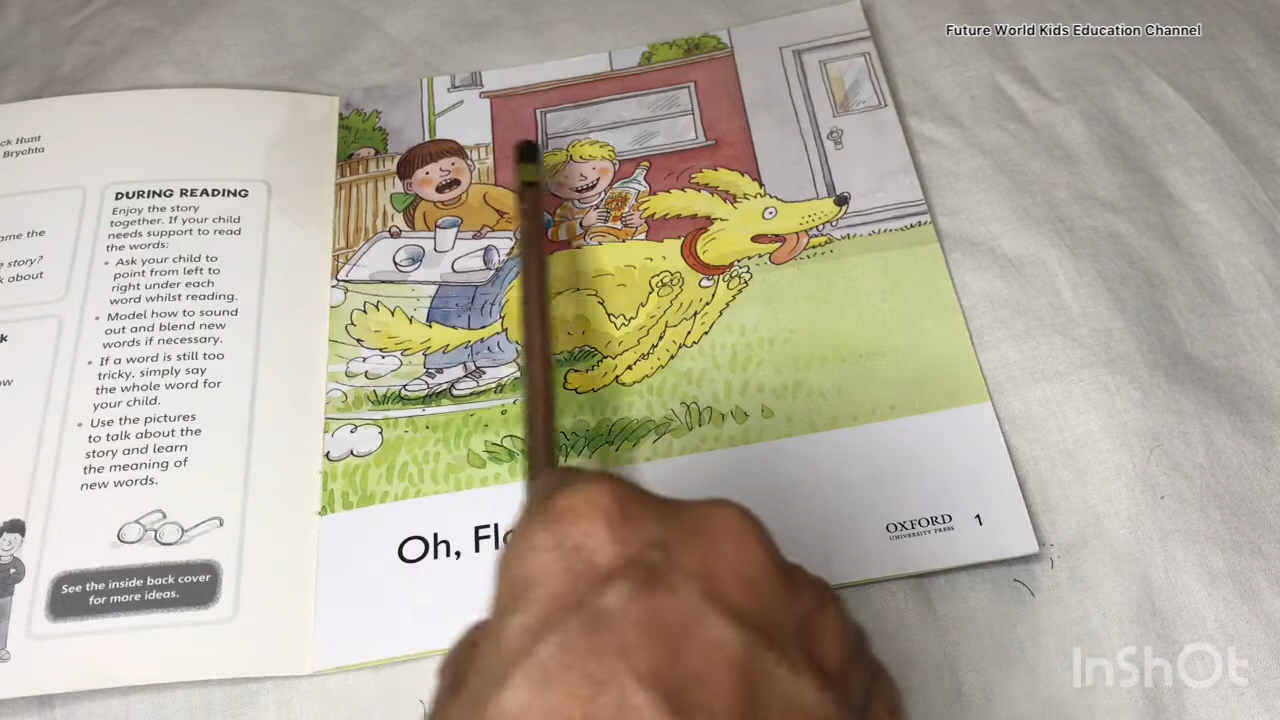 Future World Kids Education Channel
ck Hunt
Brychta
ame the
story?
k about
DURING READING
Enjoy the story
together. If your child
needs support to read
the words:
• Ask your child to
point from left to
right under each
word whilst reading.
• Model how to sound
out and blend new
words if necessary.
• If a word is still too
tricky, simply say
the whole word for
your child.
• Use the pictures
to talk about the
story and learn
the meaning of
new words.
See the inside back cover
for more ideas.
Oh, Fl
OXFORD
UNIVERSITY PRESS
1
InShOt